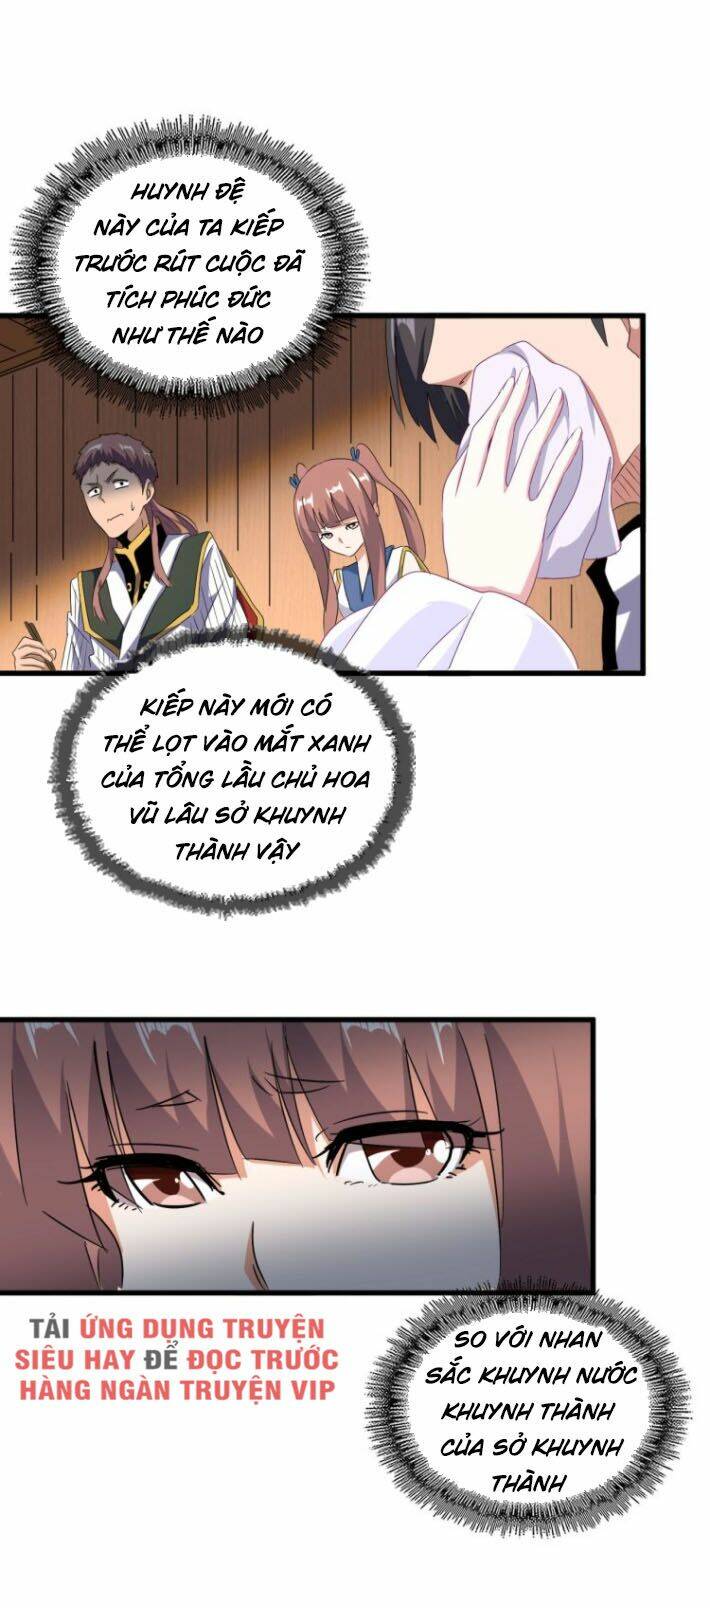 HUYNH ĐỆ
NÀY CỦA TA KIẾP
TRƯỚC RÚT CUỘC ĐÃ
TÍCH PHÚC ĐỨC
NHƯ THẾ NÀO
KIẾP NÀY MỚI CÓ
THỂ LỌT VÀO MẮT XANH
CỦA TỔNG LẦU CHỦ HOA
VŨ LÂU SỞ KHUYNH
THÀNH VẬY
TẢI ỨNG DỤNG TRUYỆN
SIÊU HAY ĐỂ ĐỌC TRƯỚC
HÀNG NGÀN TRUYỆN VIP
SO VỚI NHAN
SẮC KHUYNH NƯỚC
KHUYNH THÀNH
CỦA SỞ KHUYNH
THÀNH